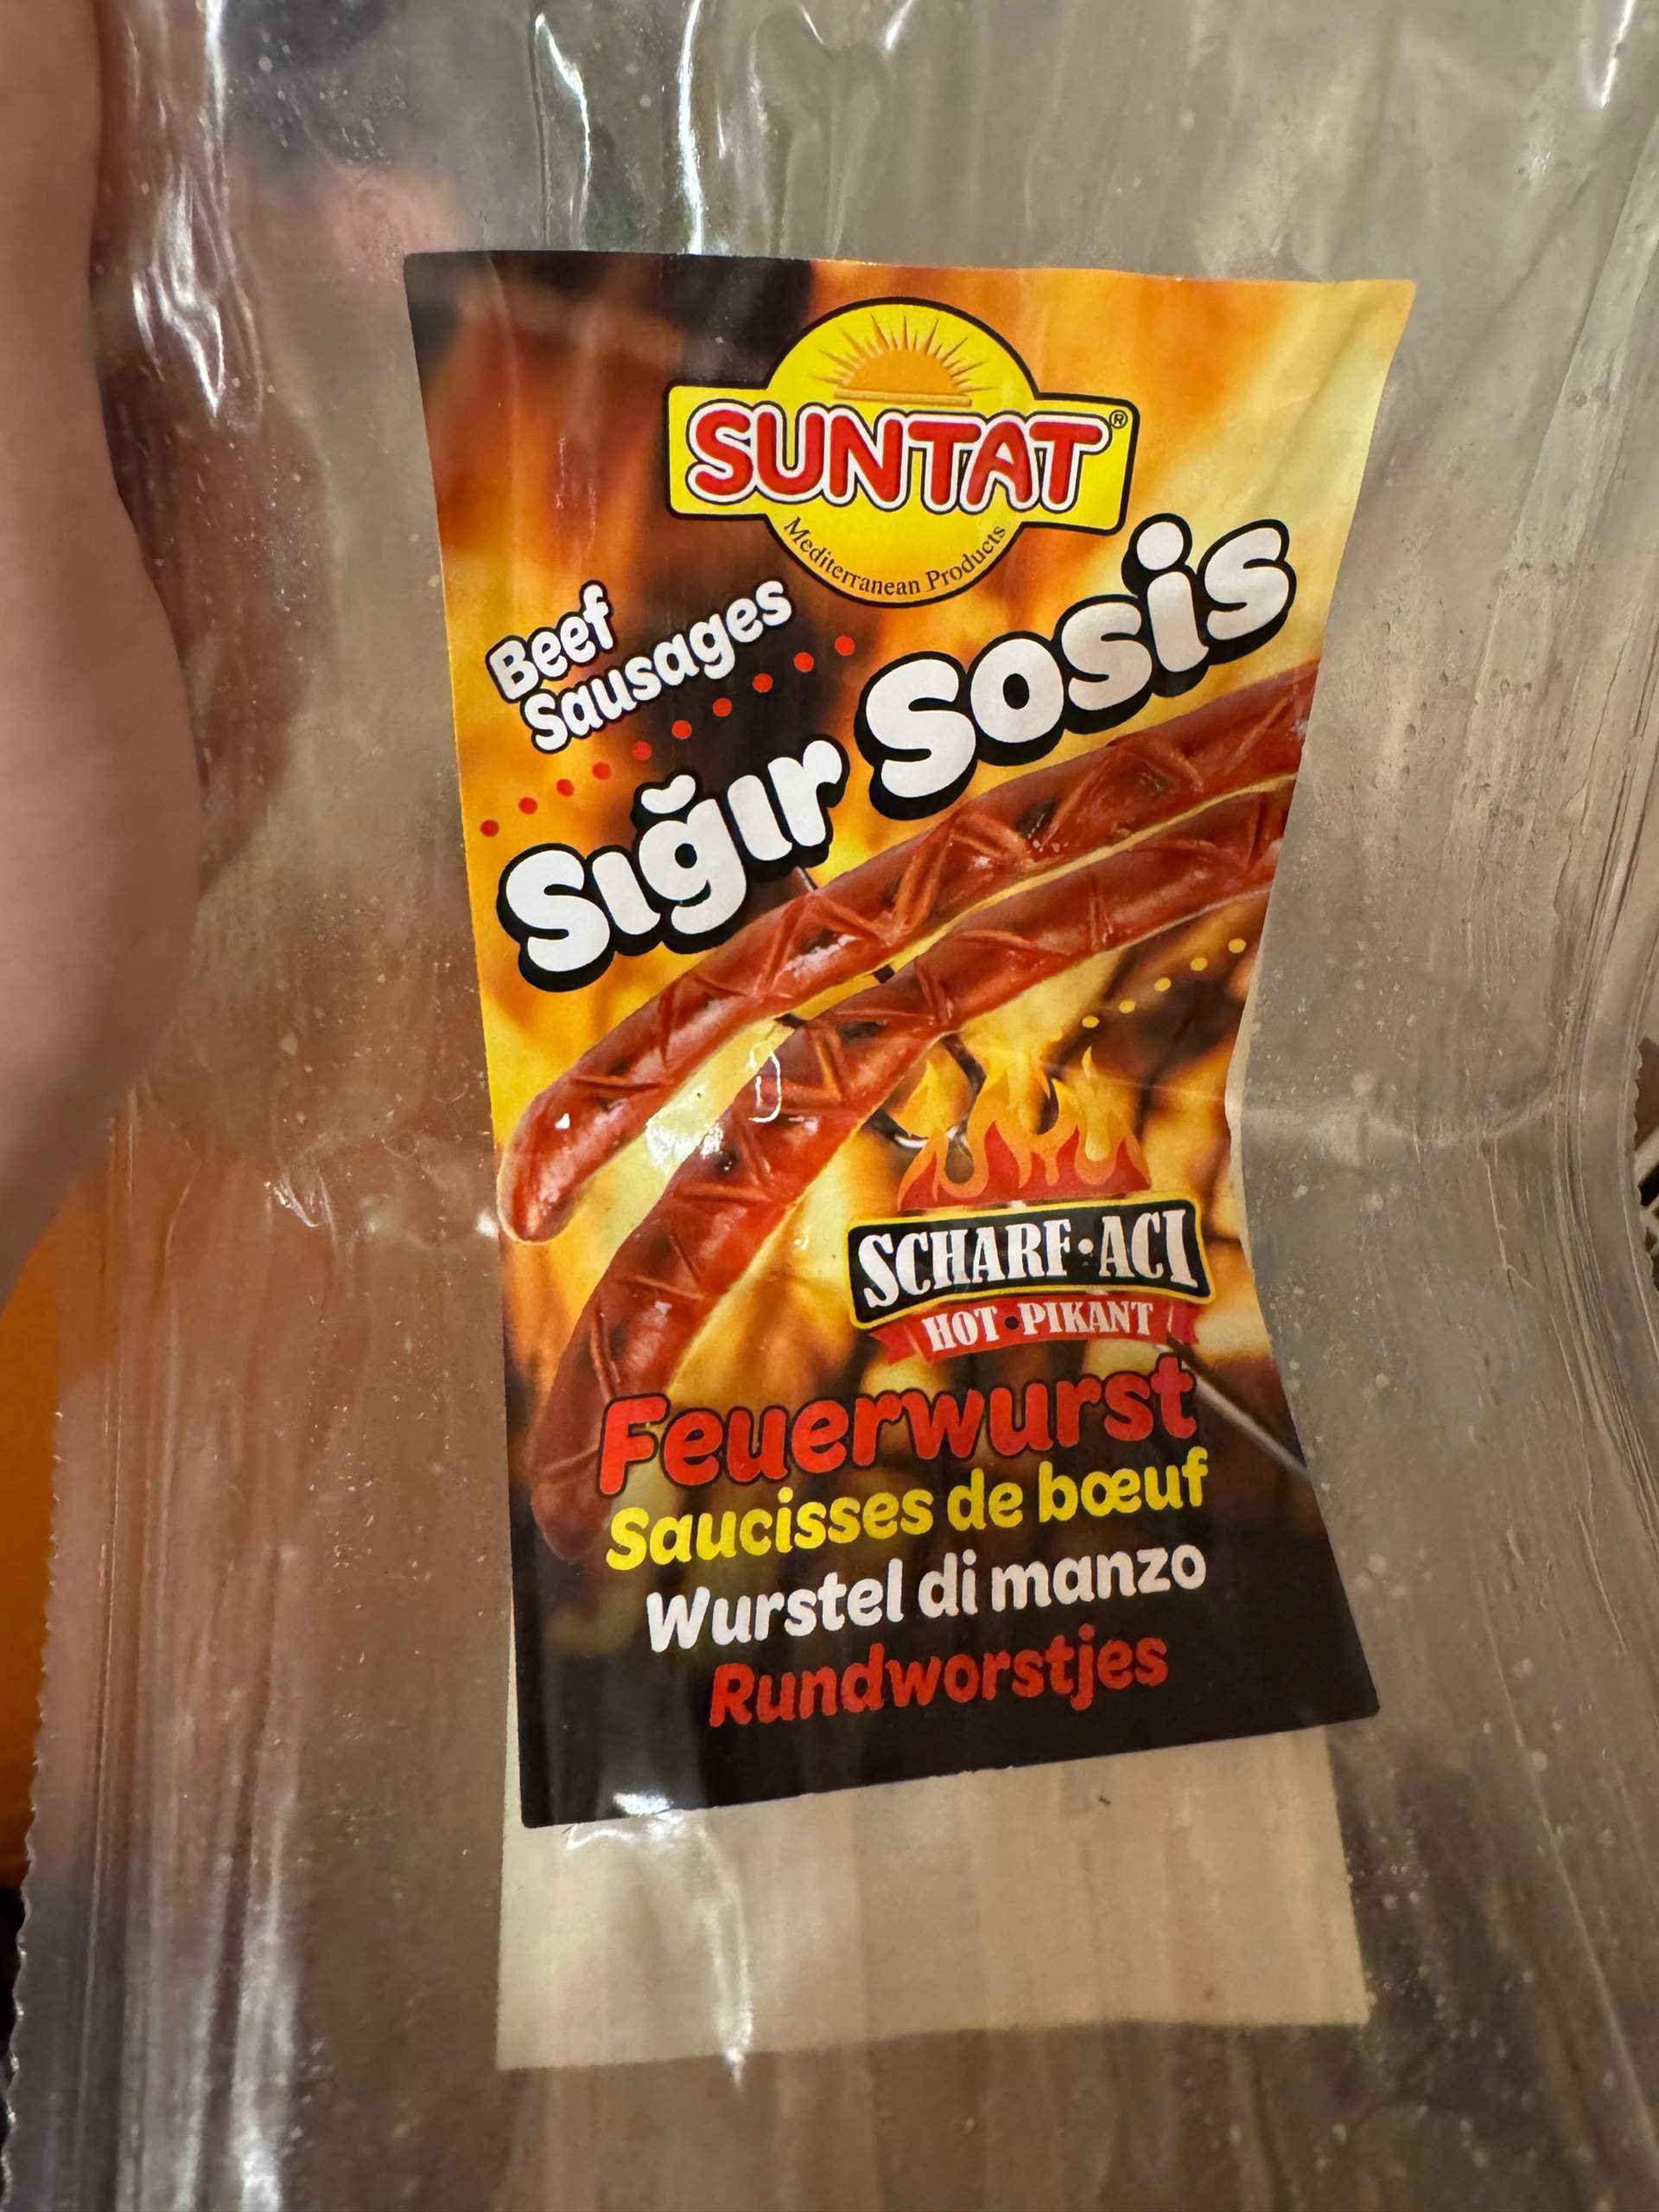 SUNTAT®
Mediterranean Products
Beef
Sausages
Sığır Sosis
SCHARF•ACI
HOT•PIKANT
Feuerwurst
Saucisses de bœuf
Wurstel di manzo
Rundworstjes